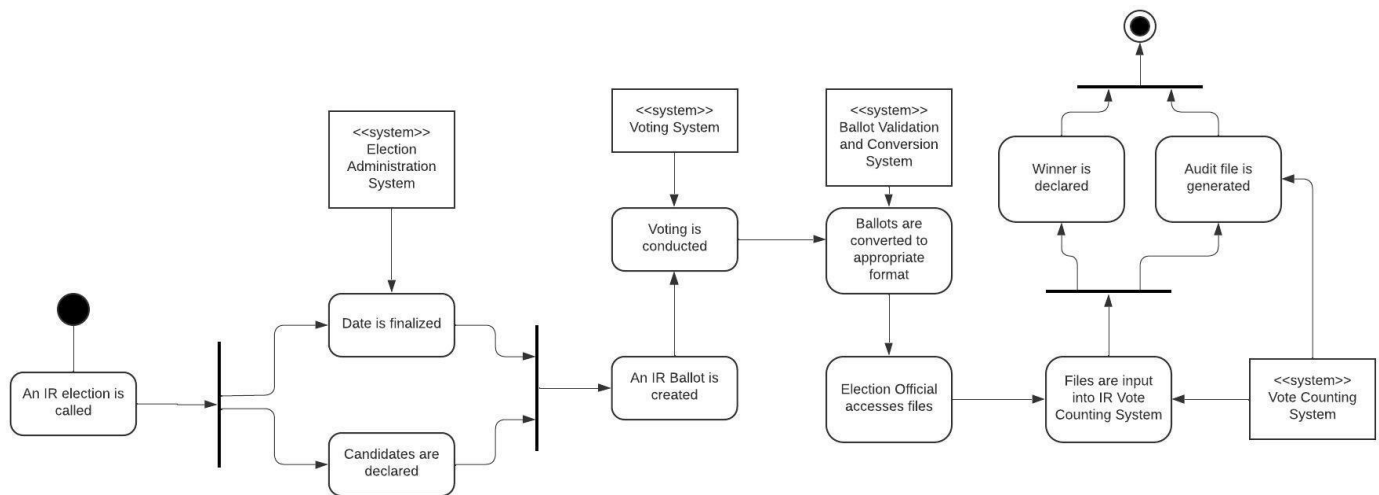 An IR election is
called
<<system>>
Election
Administration
System
Date is finalized
Candidates are
declared
<<system>>
Voting System
Voting is
conducted
An IR Ballot is
created
<<system>>
Ballot Validation
and Conversion
System
Ballots are
converted to
appropriate
format
Election Official
accesses files
Files are input
into IR Vote
Counting System
<<system>>
Vote Counting
System
Winner is
declared
Audit file is
generated